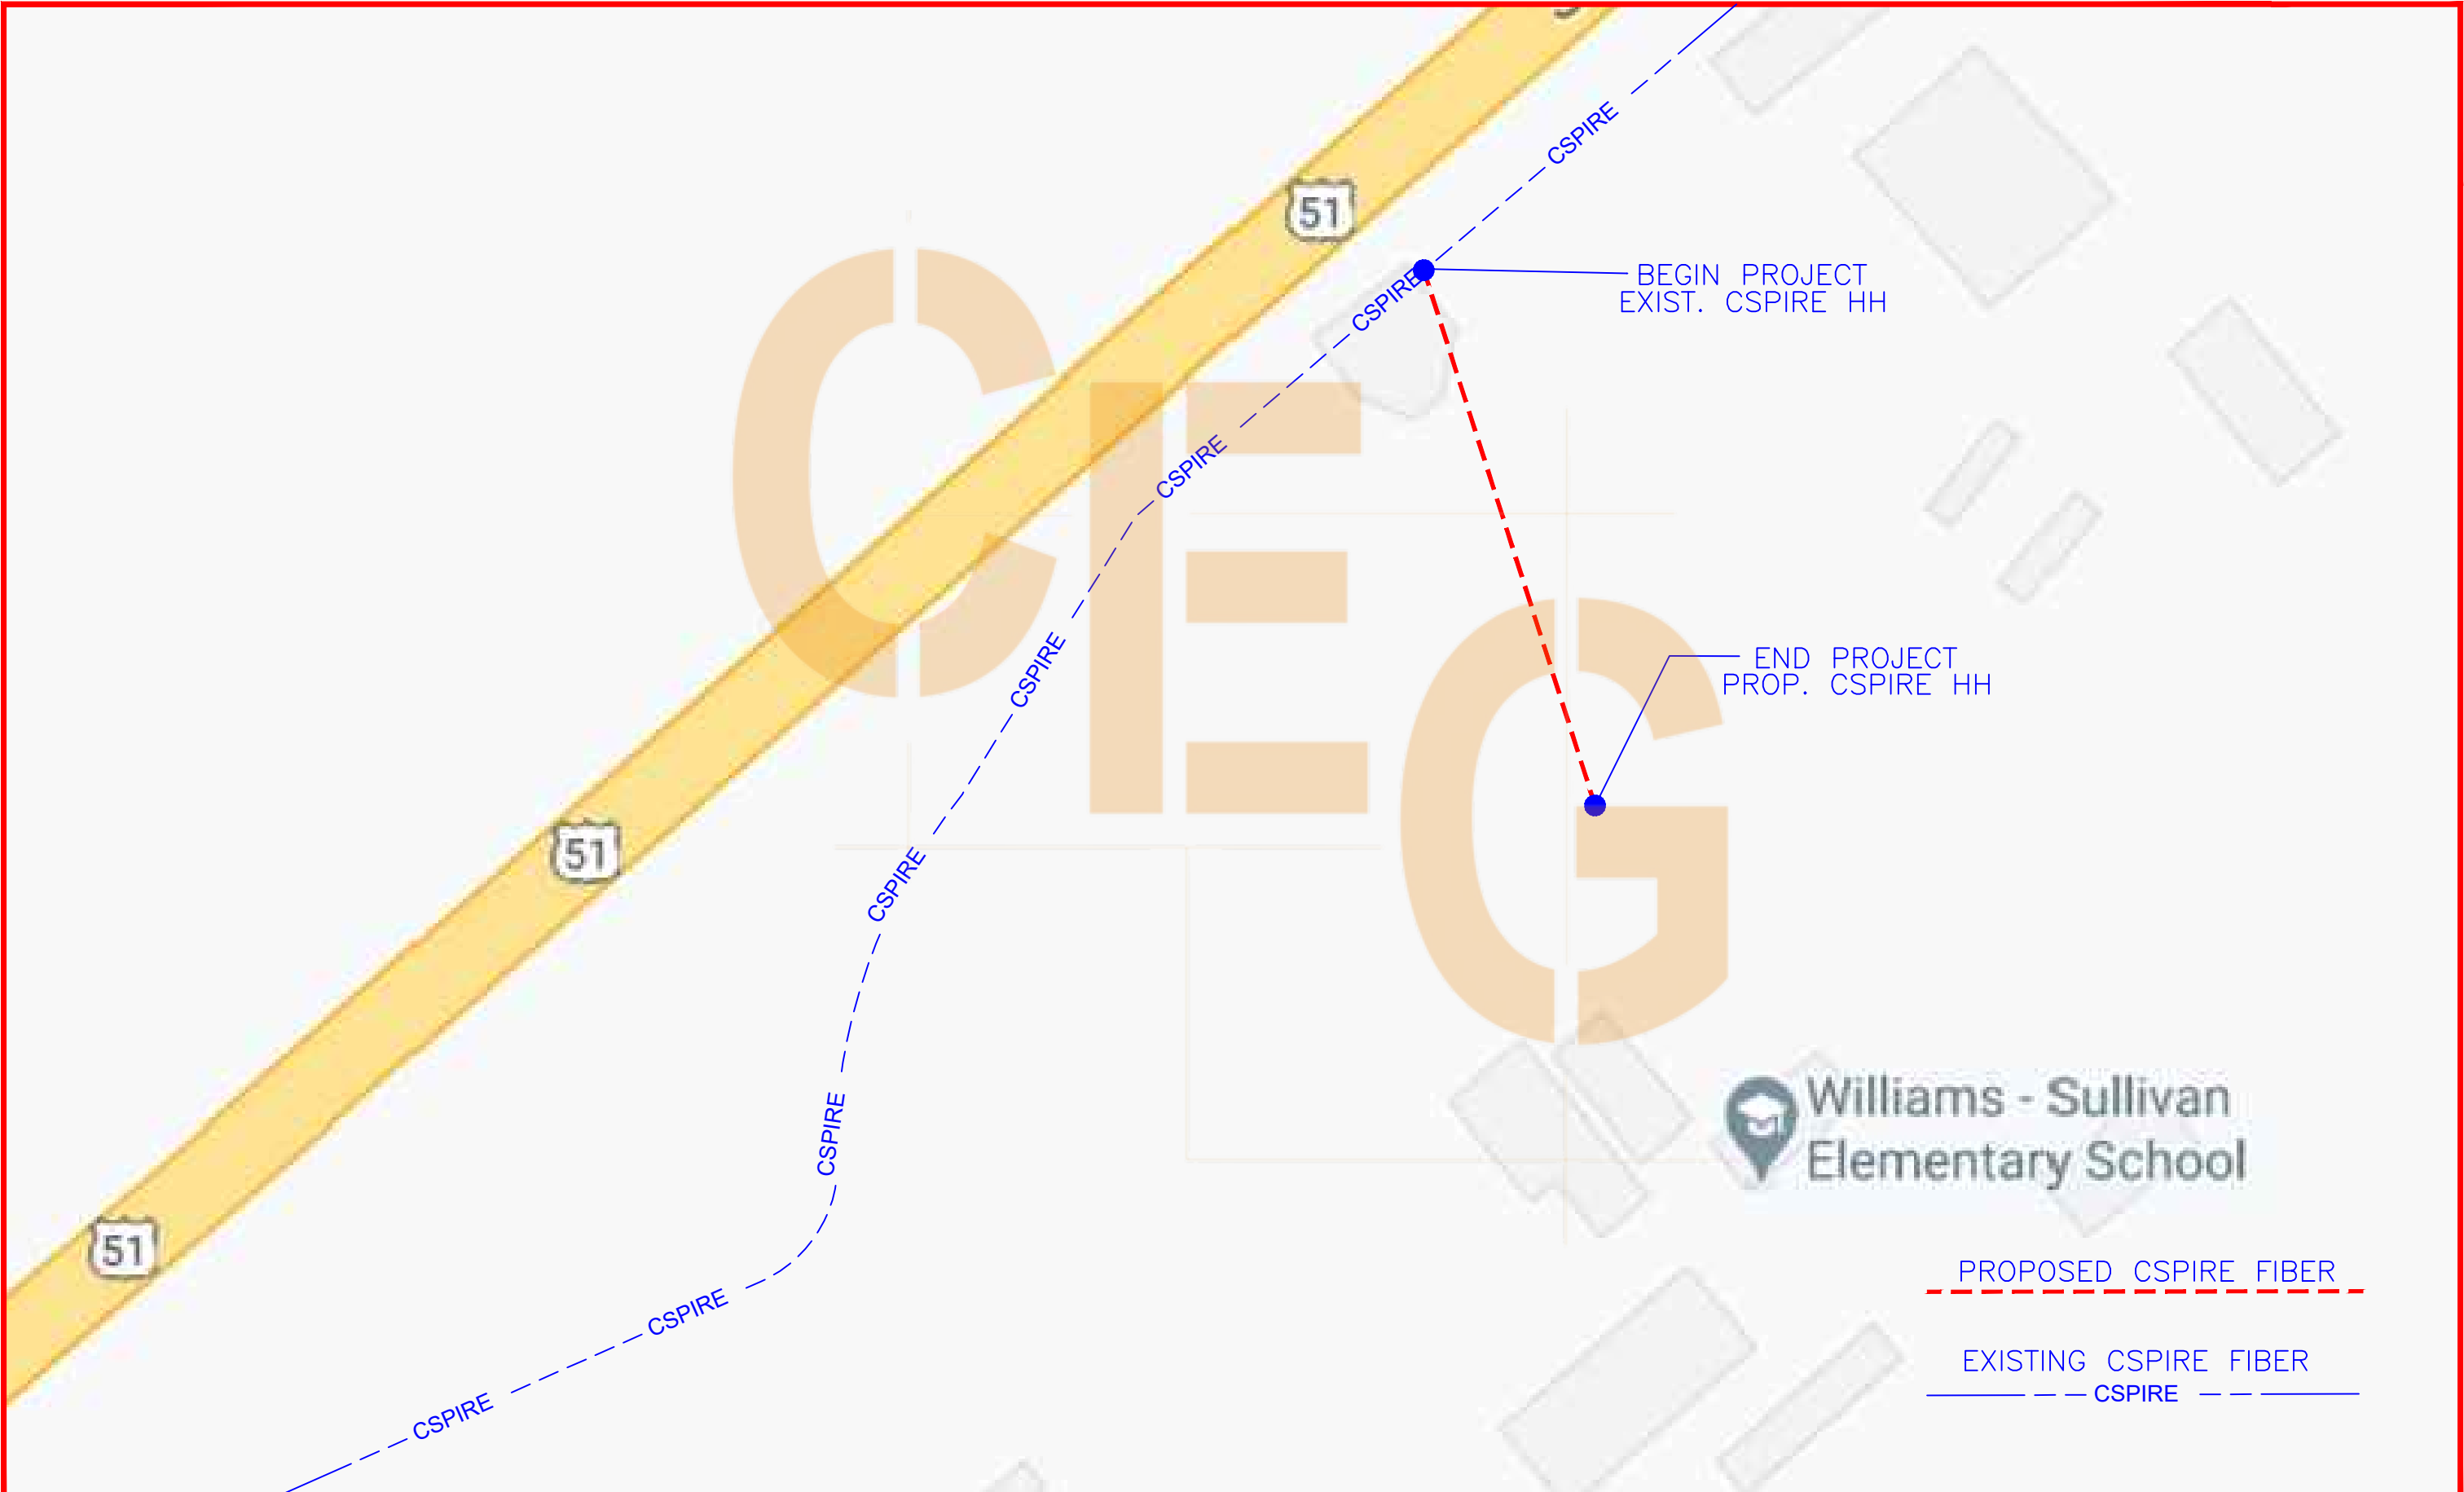 51
CSPIRE
BEGIN PROJECT
EXIST. CSPIRE HH
CSPIRE
CSPIRE
CEG
CSPIRE
END PROJECT
PROP. CSPIRE HH
51
CSPIRE
CSPIRE
Williams - Sullivan
Elementary School
51
CSPIRE
CSPIRE
PROPOSED CSPIRE FIBER
EXISTING CSPIRE FIBER
CSPIRE